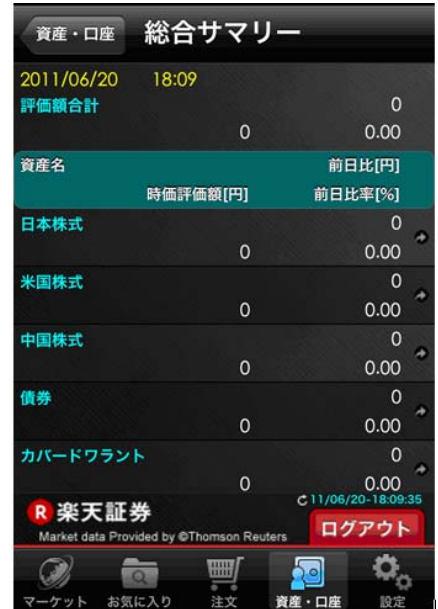 資産・口座 総合サマリー
2011/06/20 18:09
評価額合計 0
0 0.00
資産名 前日比[円]
時価評価額[円] 前日比率[%]
日本株式 0
0 0.00
米国株式 0
0 0.00
中国株式 0
0 0.00
債券 0
0 0.00
カバードワラント 0
0 0.00
11/06/20-18:09:35
R 楽天証券 ログアウト
Market data Provided by ©Thomson Reuters
マーケット お気に入り 注文 資産・口座 設定